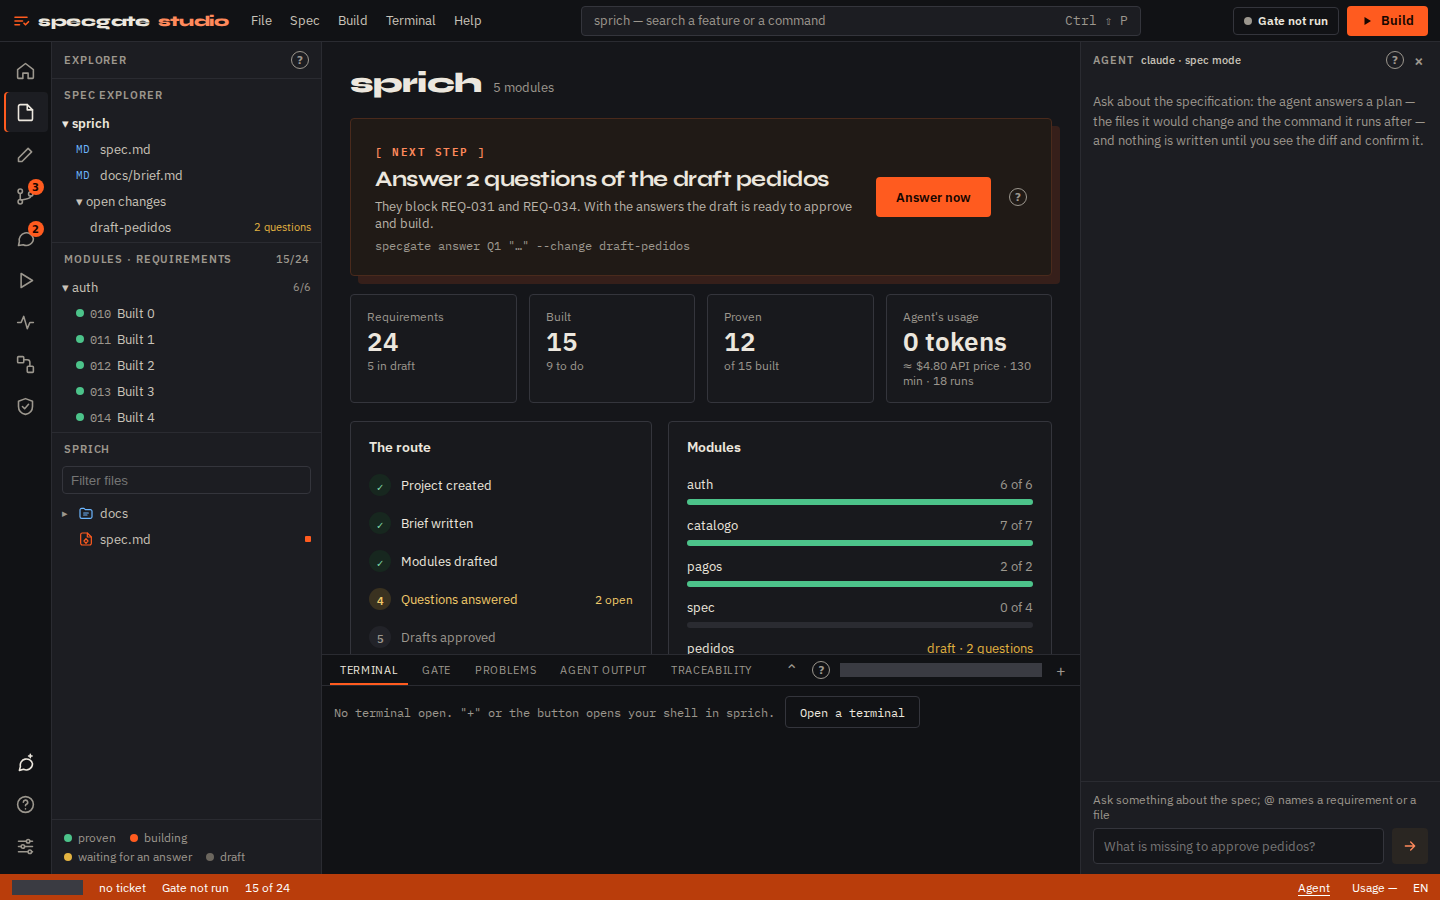 specgate studio
File Spec Build Terminal Help
sprich — search a feature or a command Ctrl ⇧ P
Gate not run
Build
EXPLORER ?
SPEC EXPLORER
▾ sprich
MD spec.md
MD docs/brief.md
▾ open changes
draft-pedidos 2 questions
MODULES · REQUIREMENTS 15/24
▾ auth 6/6
010 Built 0
011 Built 1
012 Built 2
013 Built 3
014 Built 4
SPRICH
Filter files
▸ docs
spec.md
proven building
waiting for an answer draft
3
2
sprich 5 modules
[ NEXT STEP ]
Answer 2 questions of the draft pedidos
They block REQ-031 and REQ-034. With the answers the draft is ready to approve
and build.
specgate answer Q1 "…" --change draft-pedidos
Answer now ?
Requirements
24
5 in draft
Built
15
9 to do
Proven
12
of 15 built
Agent's usage
0 tokens
≈ $4.80 API price · 130
min · 18 runs
The route
✓ Project created
✓ Brief written
✓ Modules drafted
4 Questions answered 2 open
5 Drafts approved
Modules
auth 6 of 6
catalogo 7 of 7
pagos 2 of 2
spec 0 of 4
pedidos draft · 2 questions
TERMINAL GATE PROBLEMS AGENT OUTPUT TRACEABILITY ^ ? +
No terminal open. "+" or the button opens your shell in sprich. Open a terminal
AGENT claude · spec mode ? ×
Ask about the specification: the agent answers a plan —
the files it would change and the command it runs after —
and nothing is written until you see the diff and confirm it.
Ask something about the spec; @ names a requirement or a
file
What is missing to approve pedidos? →
no ticket Gate not run 15 of 24
Agent Usage — EN